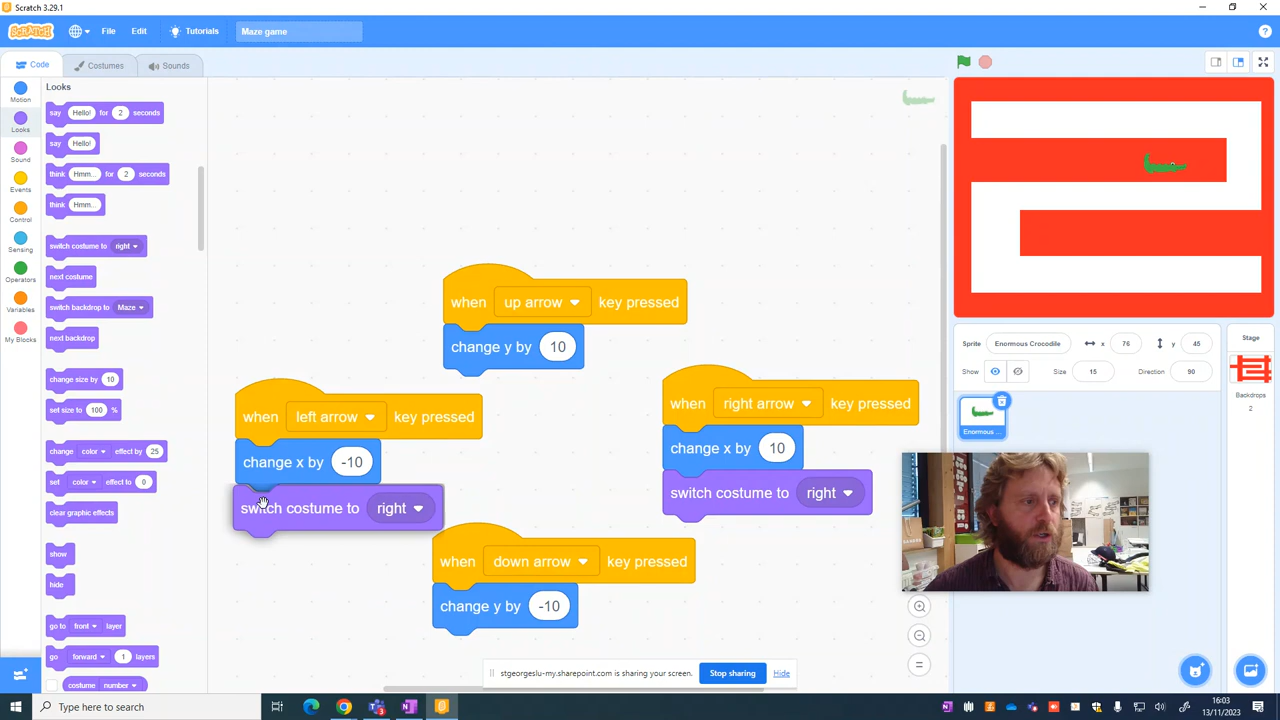 Scratch 3.29.1
SCRATCH File Edit Tutorials Maze game
Code Costumes Sounds
Motion
Looks
Sound
Events
Control
Sensing
Operators
Variables
My Blocks
Looks
say Hello! for 2 seconds
say Hello!
think Hmm... for 2 seconds
think Hmm...
switch costume to right
next costume
switch backdrop to Maze
next backdrop
change size by 10
set size to 100 %
change color effect by 25
set color effect to 0
clear graphic effects
show
hide
go to front layer
go forward 1 layers
costume number
when up arrow key pressed
change y by 10
when left arrow key pressed
change x by -10
switch costume to right
when right arrow key pressed
change x by 10
switch costume to right
when down arrow key pressed
change y by -10
Sprite Enormous Crocodile x 76 y 45
Show Size 15 Direction 90
Enormous ...
Stage
Backdrops
2
stgeorgeslu-my.sharepoint.com is sharing your screen. Stop sharing Hide
Type here to search
16:03
13/11/2023